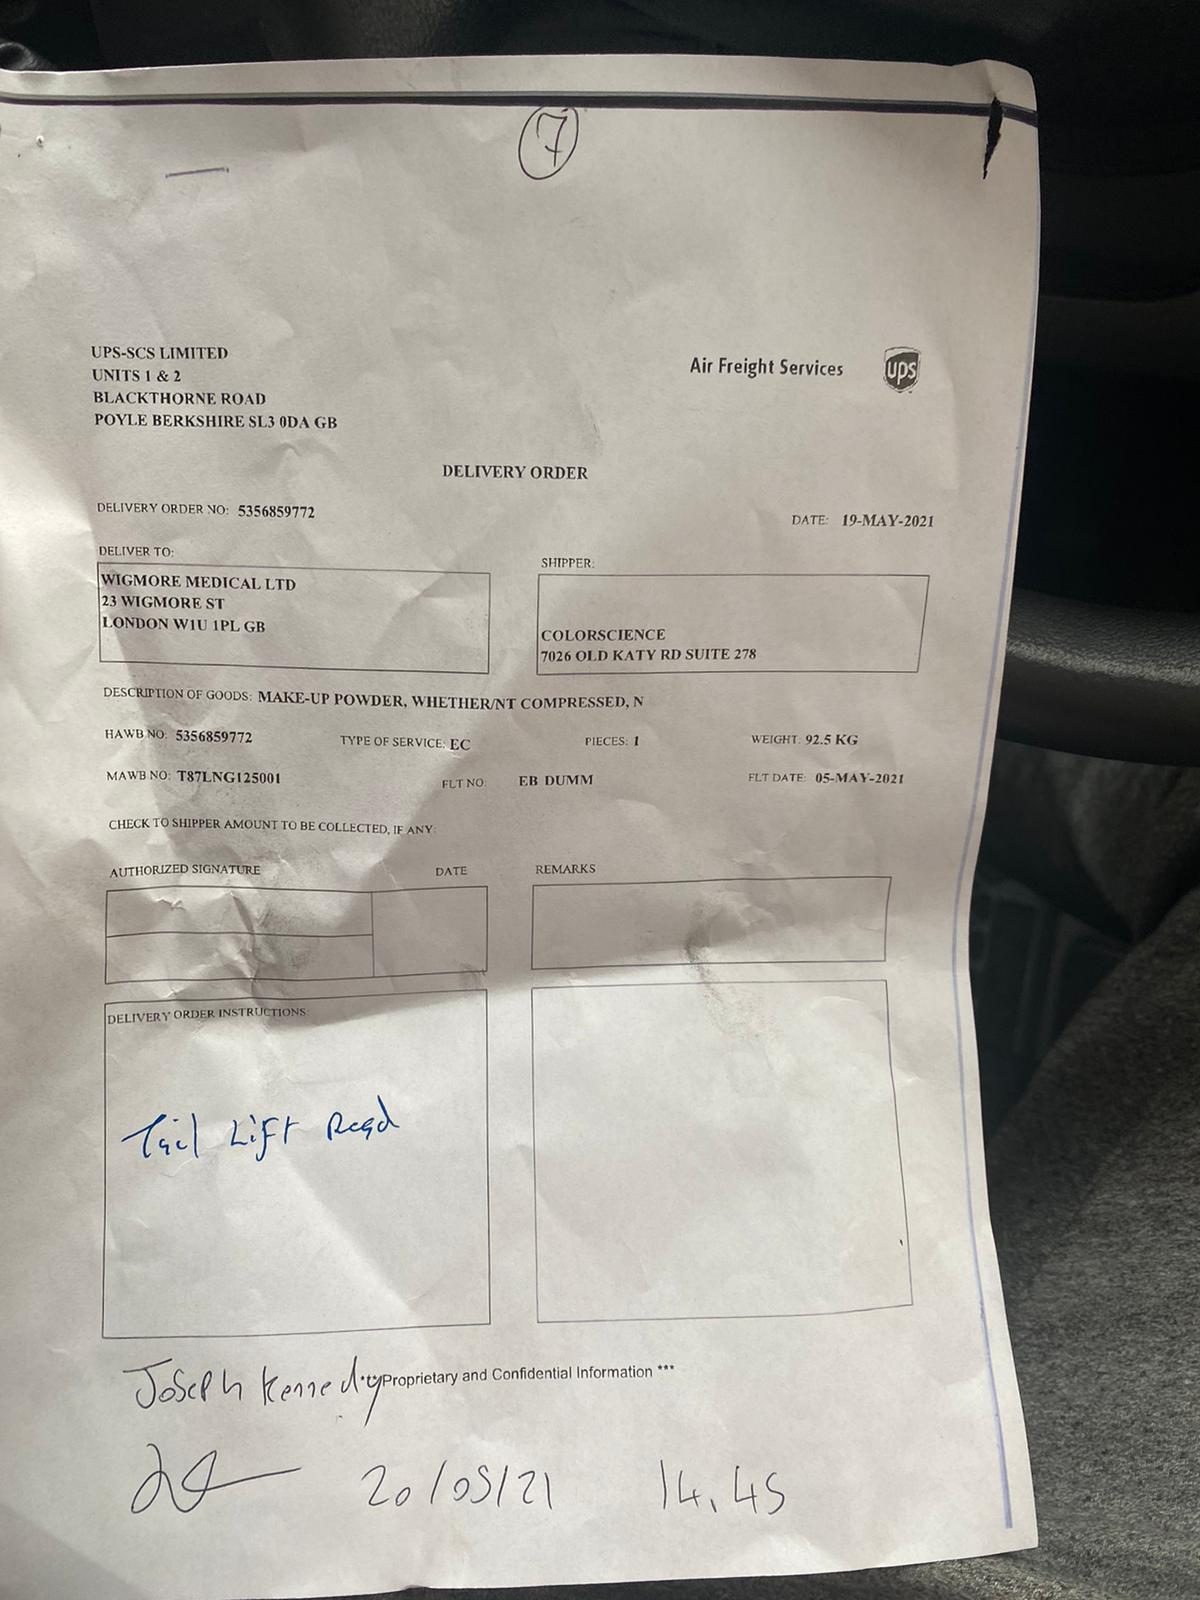 7
UPS-SCS LIMITED
UNITS 1 & 2
BLACKTHORNE ROAD
POYLE BERKSHIRE SL3 0DA GB
Air Freight Services
ups
DELIVERY ORDER
DELIVERY ORDER NO: 5356859772
DATE: 19-MAY-2021
DELIVER TO:
WIGMORE MEDICAL LTD
23 WIGMORE ST
LONDON W1U 1PL GB
SHIPPER:
COLORSCIENCE
7026 OLD KATY RD SUITE 278
DESCRIPTION OF GOODS: MAKE-UP POWDER, WHETHER/NT COMPRESSED, N
HAWB NO: 5356859772 TYPE OF SERVICE: EC PIECES: 1 WEIGHT: 92.5 KG
MAWB NO: T87LNG125001 FLT NO: EB DUMM FLT DATE: 05-MAY-2021
CHECK TO SHIPPER AMOUNT TO BE COLLECTED, IF ANY:
AUTHORIZED SIGNATURE DATE REMARKS
DELIVERY ORDER INSTRUCTIONS
Tail Lift Reqd
Joseph Kennedy
Proprietary and Confidential Information ***
20/05/21 14.45